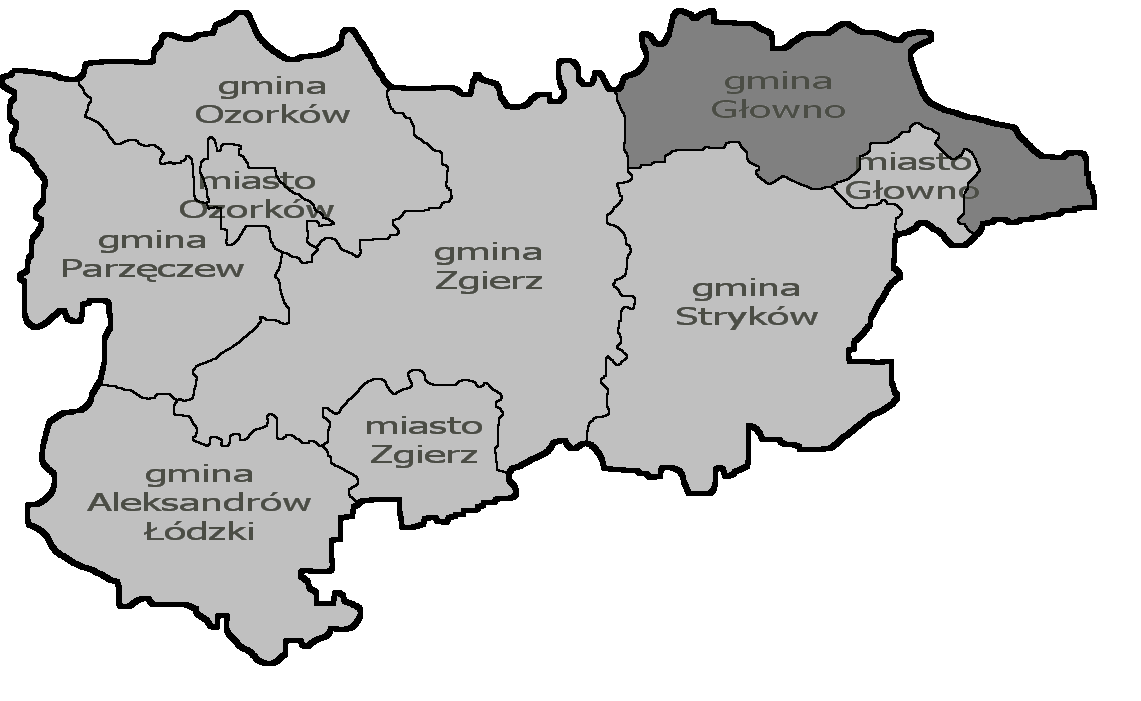 gmina
Ozorków
miasto
Ozorków
gmina
Parzęczew
gmina
Zgierz
gmina
Głowno
miasto
Głowno
gmina
Stryków
miasto
Zgierz
gmina
Aleksandrów
Łódzki